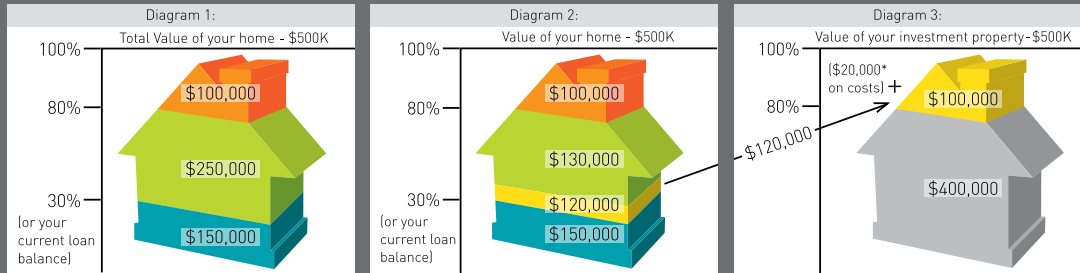 Diagram 1:
Total Value of your home - $500K
100%
$100,000
80%
$250,000
30%
(or your
current loan
balance)
$150,000
Diagram 2:
Value of your home - $500K
100%
$100,000
80%
$130,000
30%
$120,000
(or your
current loan
balance)
$150,000
$120,000
Diagram 3:
Value of your investment property-$500K
100%
($20,000*
on costs) +
$100,000
80%
$400,000